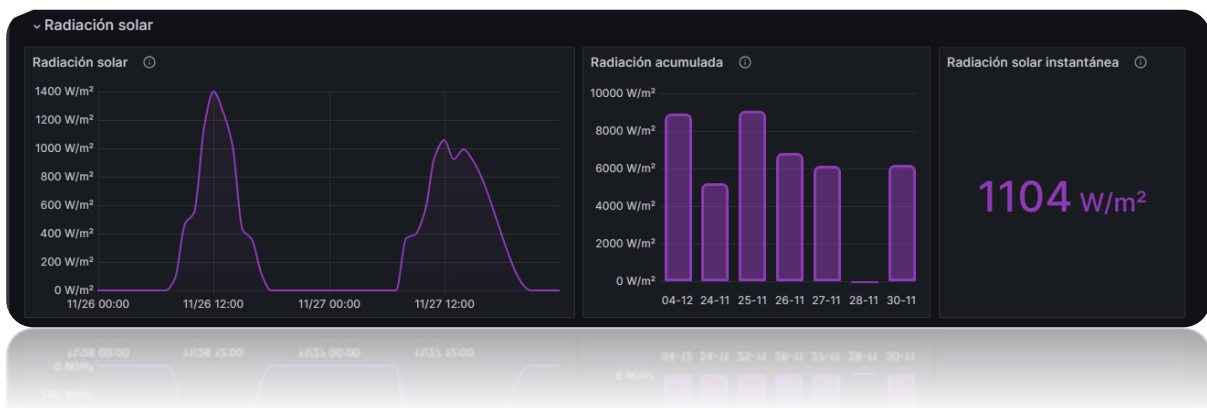 Radiación solar
Radiación solar
1400 W/m²
1200 W/m²
1000 W/m²
800 W/m²
600 W/m²
400 W/m²
200 W/m²
0 W/m²
11/26 00:00 11/26 12:00 11/27 00:00 11/27 12:00
Radiación acumulada
10000 W/m²
8000 W/m²
6000 W/m²
4000 W/m²
2000 W/m²
0 W/m²
04-12 24-11 25-11 26-11 27-11 28-11 30-11
Radiación solar instantánea
1104 W/m²